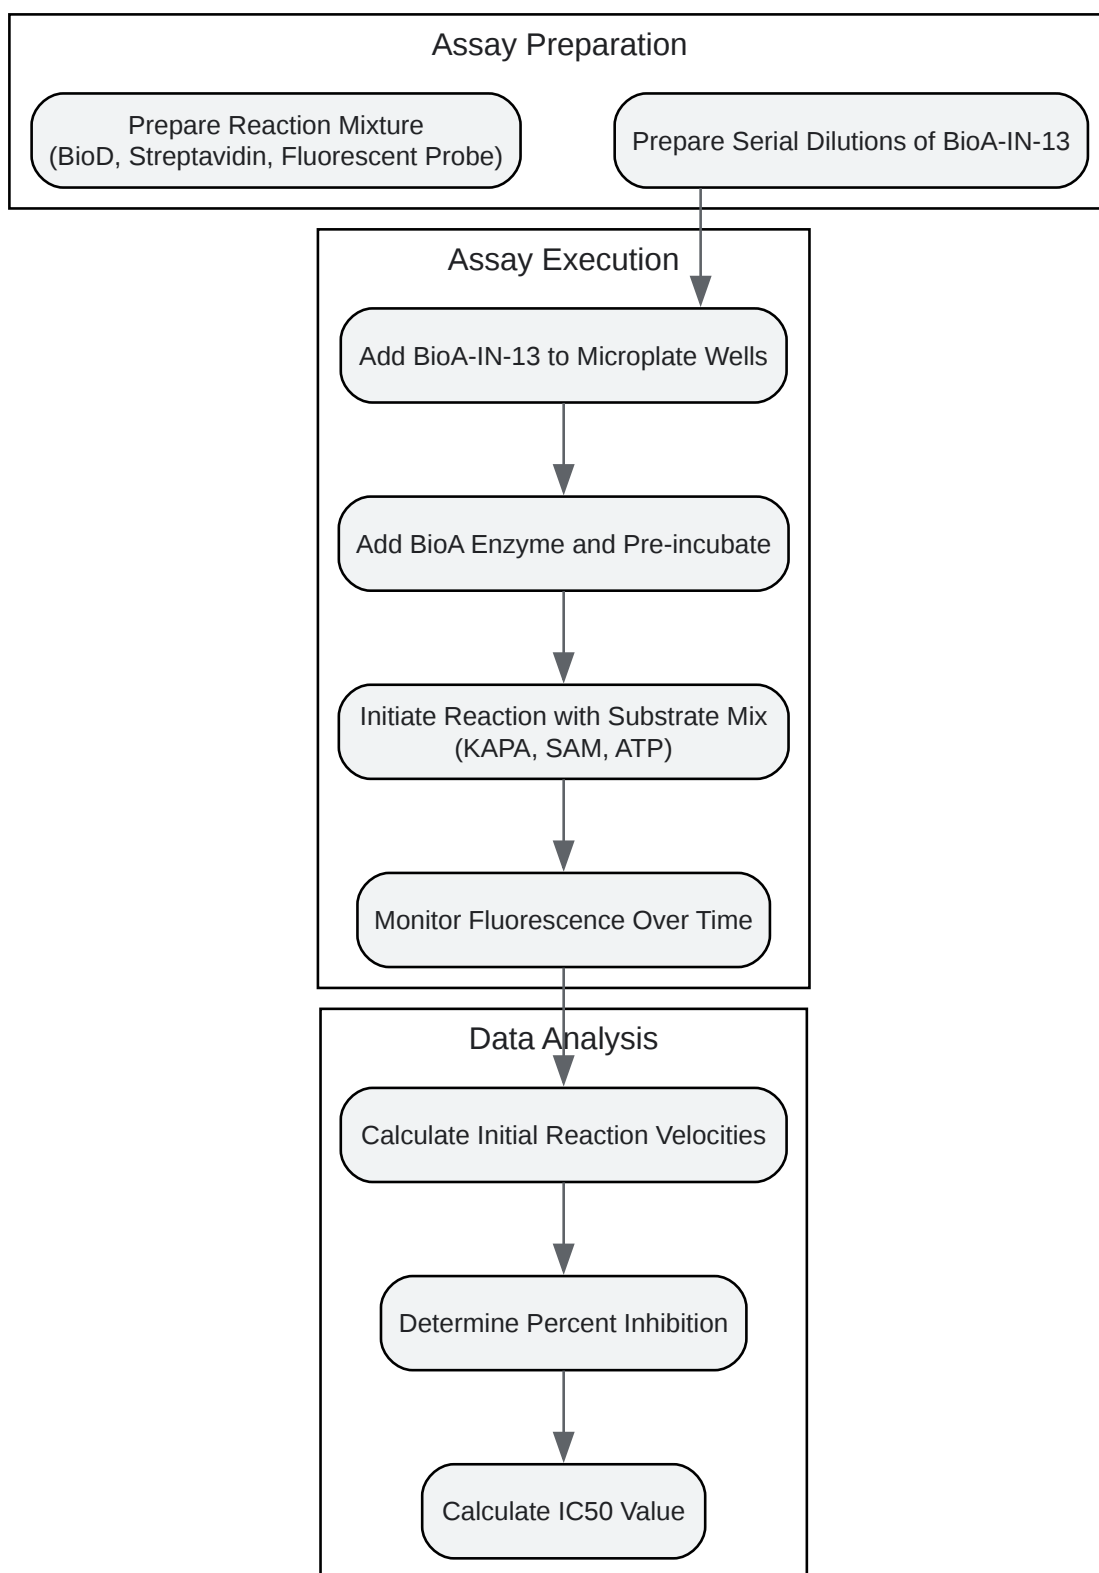 Assay Preparation
Prepare Reaction Mixture
(BioD, Streptavidin, Fluorescent Probe)
Prepare Serial Dilutions of BioA-IN-13
Assay Execution
Add BioA-IN-13 to Microplate Wells
Add BioA Enzyme and Pre-incubate
Initiate Reaction with Substrate Mix
(KAPA, SAM, ATP)
Monitor Fluorescence Over Time
Data Analysis
Calculate Initial Reaction Velocities
Determine Percent Inhibition
Calculate IC50 Value